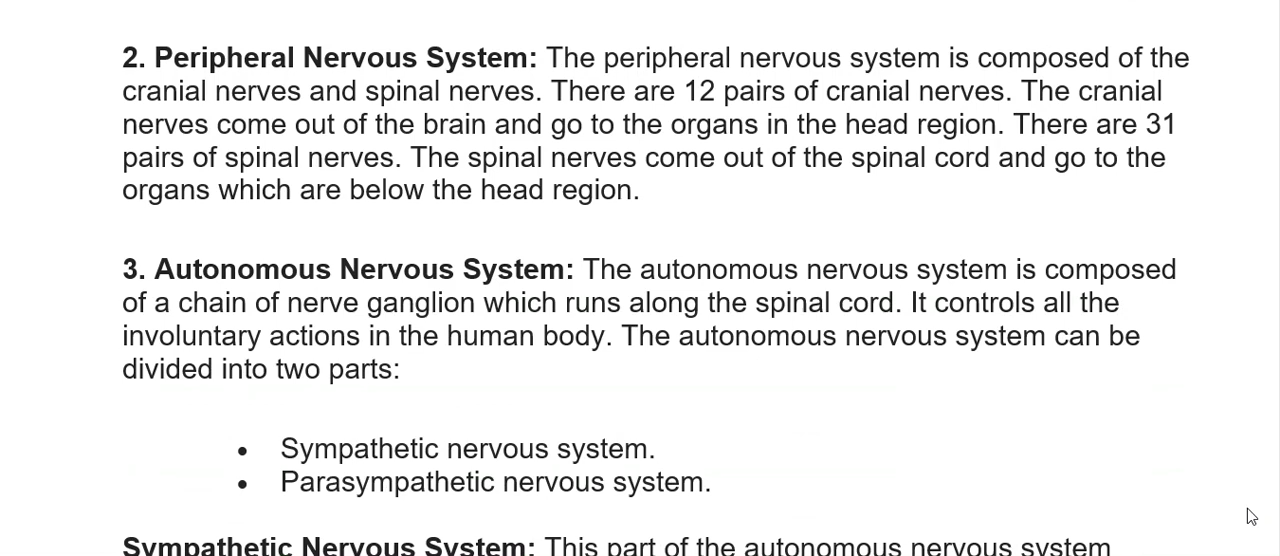 2. Peripheral Nervous System: The peripheral nervous system is composed of the
cranial nerves and spinal nerves. There are 12 pairs of cranial nerves. The cranial
nerves come out of the brain and go to the organs in the head region. There are 31
pairs of spinal nerves. The spinal nerves come out of the spinal cord and go to the
organs which are below the head region.
3. Autonomous Nervous System: The autonomous nervous system is composed
of a chain of nerve ganglion which runs along the spinal cord. It controls all the
involuntary actions in the human body. The autonomous nervous system can be
divided into two parts:
• Sympathetic nervous system.
• Parasympathetic nervous system.
Sympathetic Nervous System: This part of the autonomous nervous system